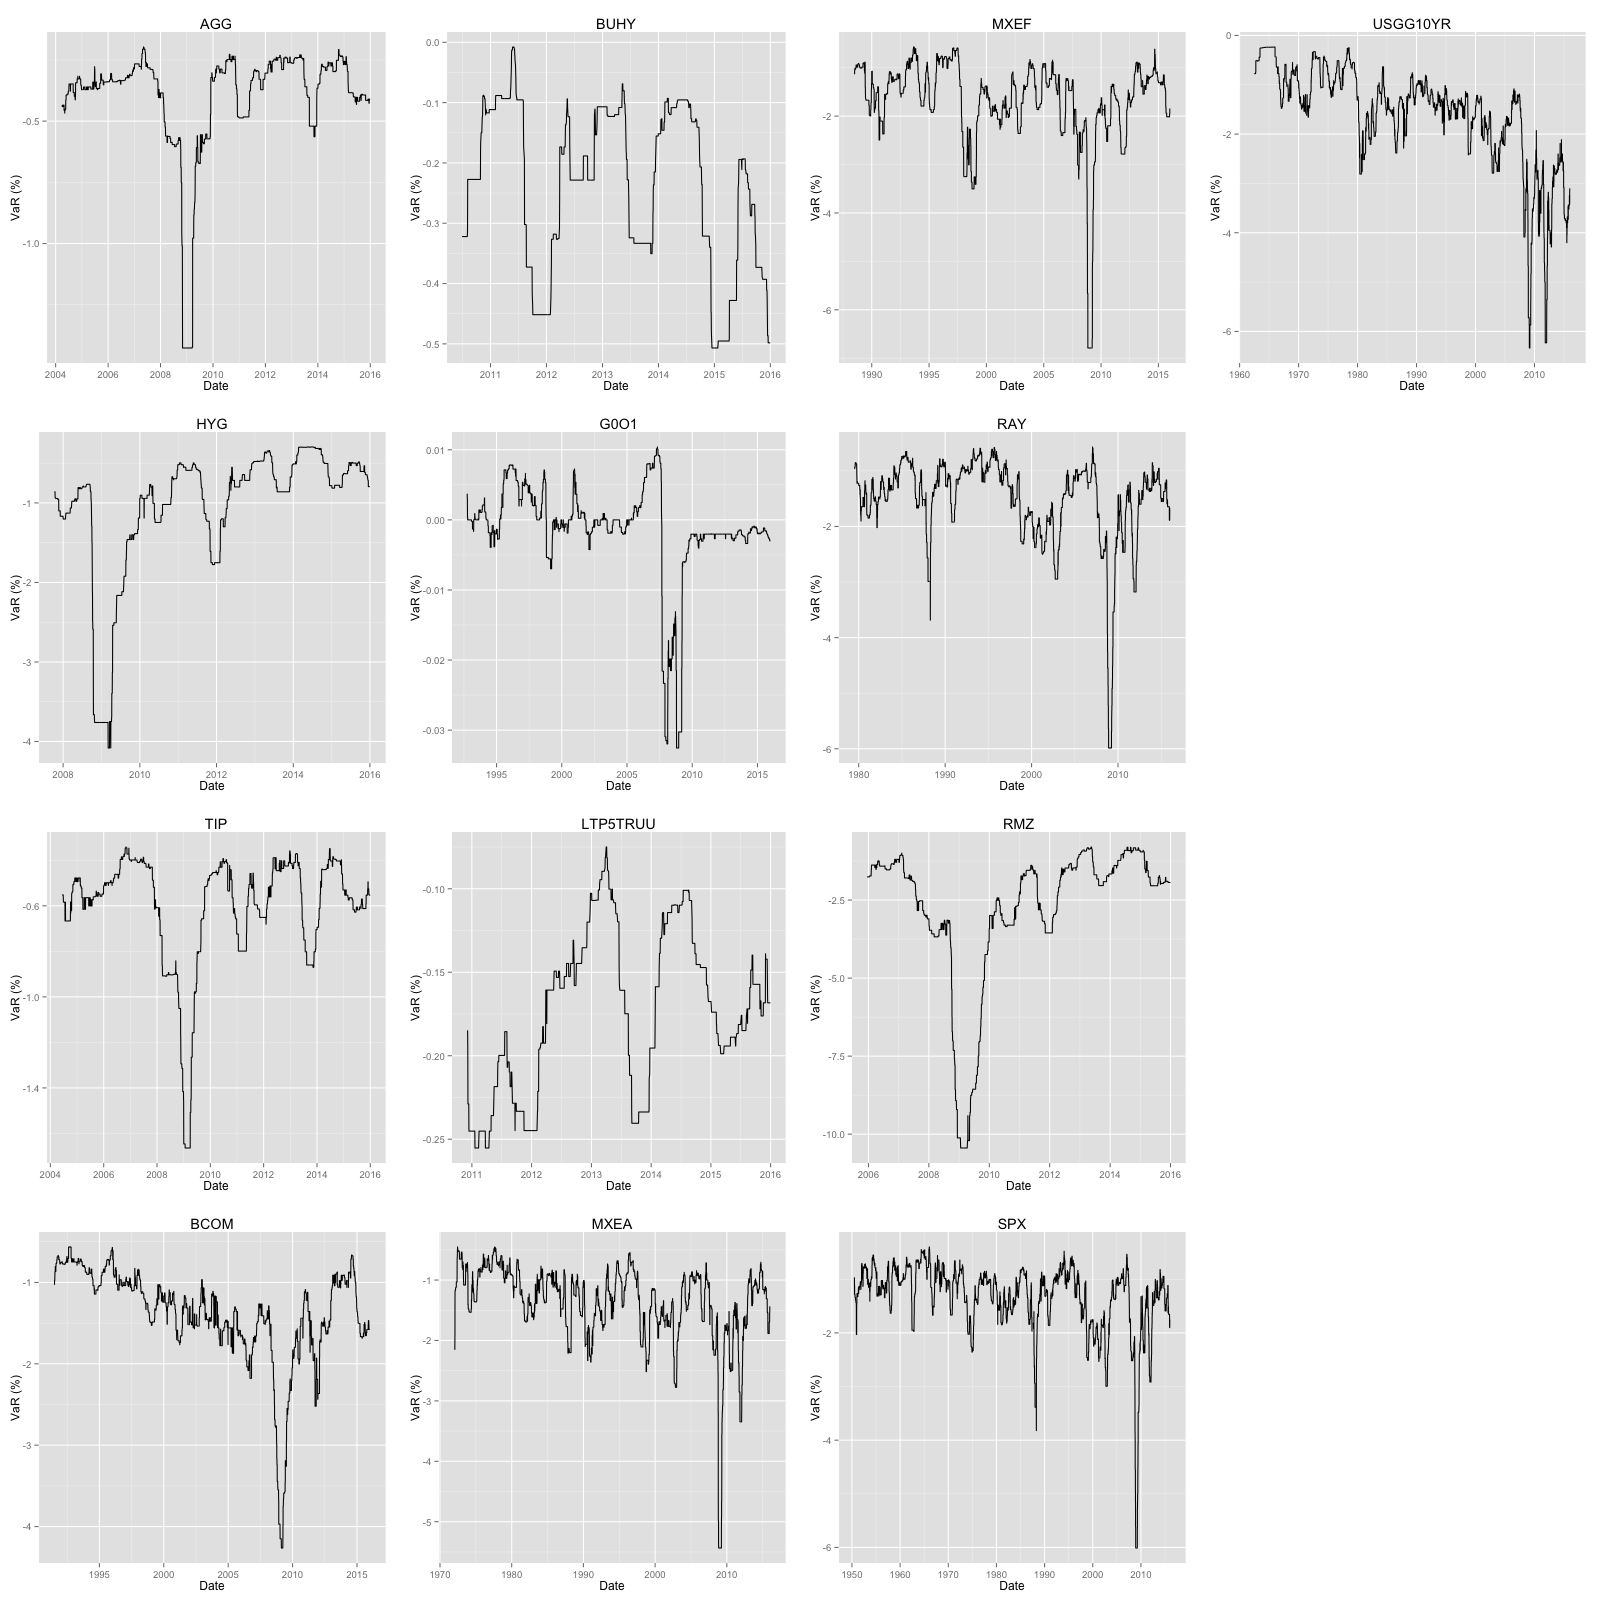 AGG
VaR (%)
-0.5
-1.0
2004 2006 2008 2010 2012 2014 2016
Date
BUHY
VaR (%)
0.0
-0.1
-0.2
-0.3
-0.4
-0.5
2011 2012 2013 2014 2015 2016
Date
MXEF
VaR (%)
-2
-4
-6
1990 1995 2000 2005 2010 2015
Date
USGG10YR
VaR (%)
0
-2
-4
-6
1960 1970 1980 1990 2000 2010
Date
HYG
VaR (%)
-1
-2
-3
-4
2008 2010 2012 2014 2016
Date
G0O1
VaR (%)
0.01
0.00
-0.01
-0.02
-0.03
1995 2000 2005 2010 2015
Date
RAY
VaR (%)
-2
-4
-6
1980 1990 2000 2010
Date
TIP
VaR (%)
-0.6
-1.0
-1.4
2004 2006 2008 2010 2012 2014 2016
Date
LTP5TRUU
VaR (%)
-0.10
-0.15
-0.20
-0.25
2011 2012 2013 2014 2015 2016
Date
RMZ
VaR (%)
-2.5
-5.0
-7.5
-10.0
2006 2008 2010 2012 2014 2016
Date
BCOM
VaR (%)
-1
-2
-3
-4
1995 2000 2005 2010 2015
Date
MXEA
VaR (%)
-1
-2
-3
-4
-5
1970 1980 1990 2000 2010
Date
SPX
VaR (%)
-2
-4
-6
1950 1960 1970 1980 1990 2000 2010
Date